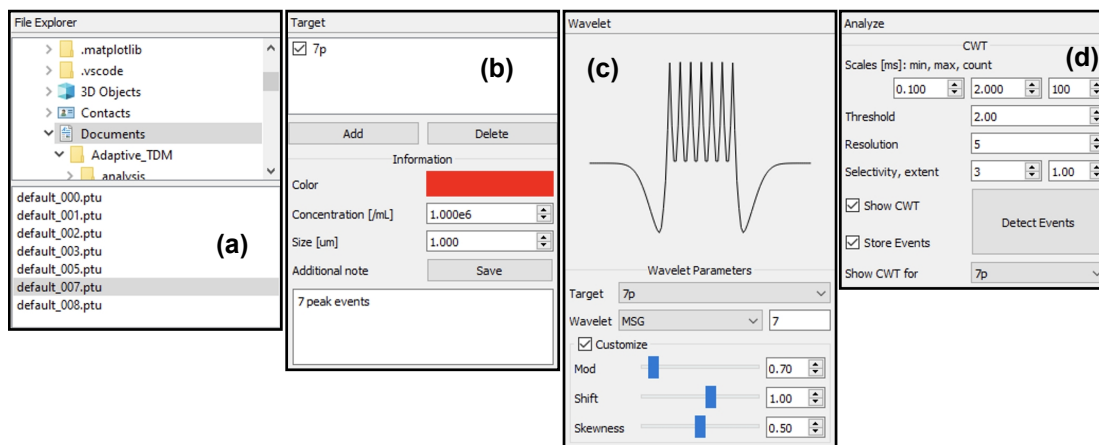 File Explorer
.matplotlib
.vscode
3D Objects
Contacts
Documents
Adaptive_TDM
analysis
default_000.ptu
default_001.ptu
default_002.ptu
default_003.ptu
default_005.ptu
default_007.ptu
default_008.ptu
(a)
Target
7p
(b)
Add Delete
Information
Color
Concentration [/mL] 1.000e6
Size [um] 1.000
Additional note Save
7 peak events
Wavelet
(c)
Wavelet Parameters
Target 7p
Wavelet MSG 7
Customize
Mod 0.70
Shift 1.00
Skewness 0.50
Analyze
CWT
(d)
Scales [ms]: min, max, count
0.100 2.000 100
Threshold 2.00
Resolution 5
Selectivity, extent 3 1.00
Show CWT
Detect Events
Store Events
Show CWT for 7p